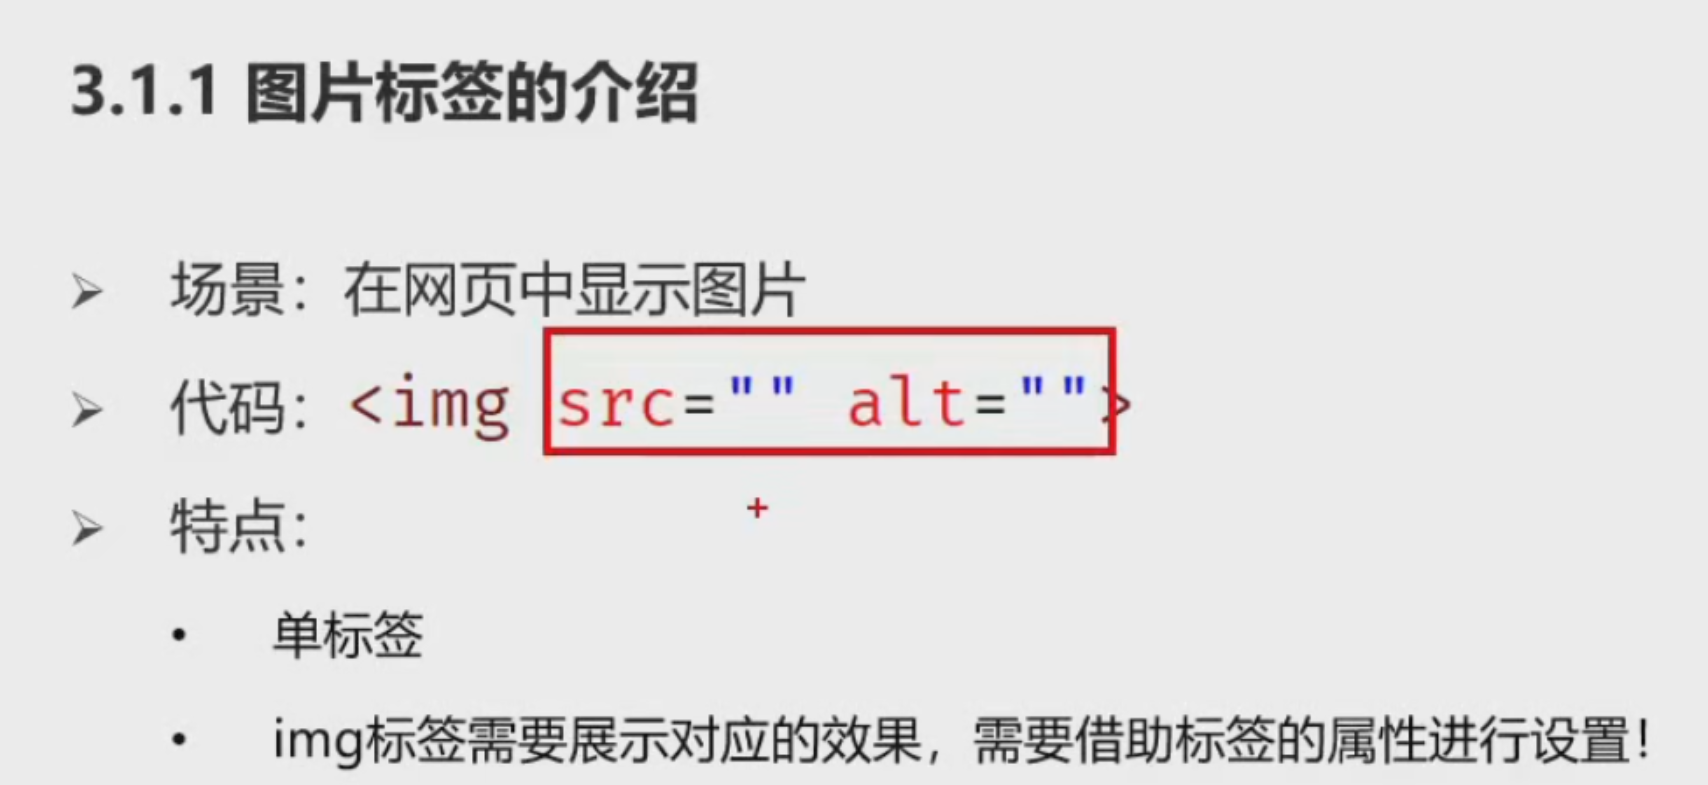 3.1.1 图片标签的介绍
➢ 场景：在网页中显示图片
➢ 代码：<img src="" alt="">
➢ 特点：
• 单标签
• img标签需要展示对应的效果，需要借助标签的属性进行设置！